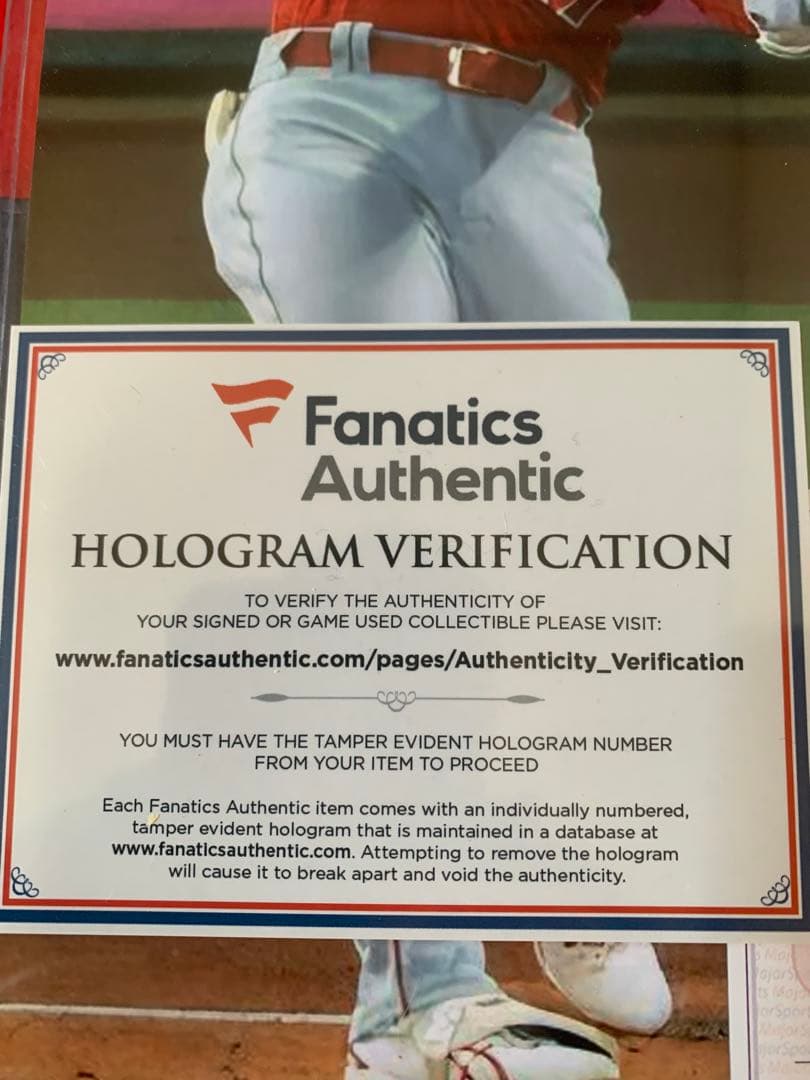 Fanatics
Authentic
HOLOGRAM VERIFICATION
TO VERIFY THE AUTHENTICITY OF
YOUR SIGNED OR GAME USED COLLECTIBLE PLEASE VISIT:
www.fanaticsauthentic.com/pages/Authenticity_Verification
YOU MUST HAVE THE TAMPER EVIDENT HOLOGRAM NUMBER
FROM YOUR ITEM TO PROCEED
Each Fanatics Authentic item comes with an individually numbered,
tamper evident hologram that is maintained in a database at
www.fanaticsauthentic.com. Attempting to remove the hologram
will cause it to break apart and void the authenticity.